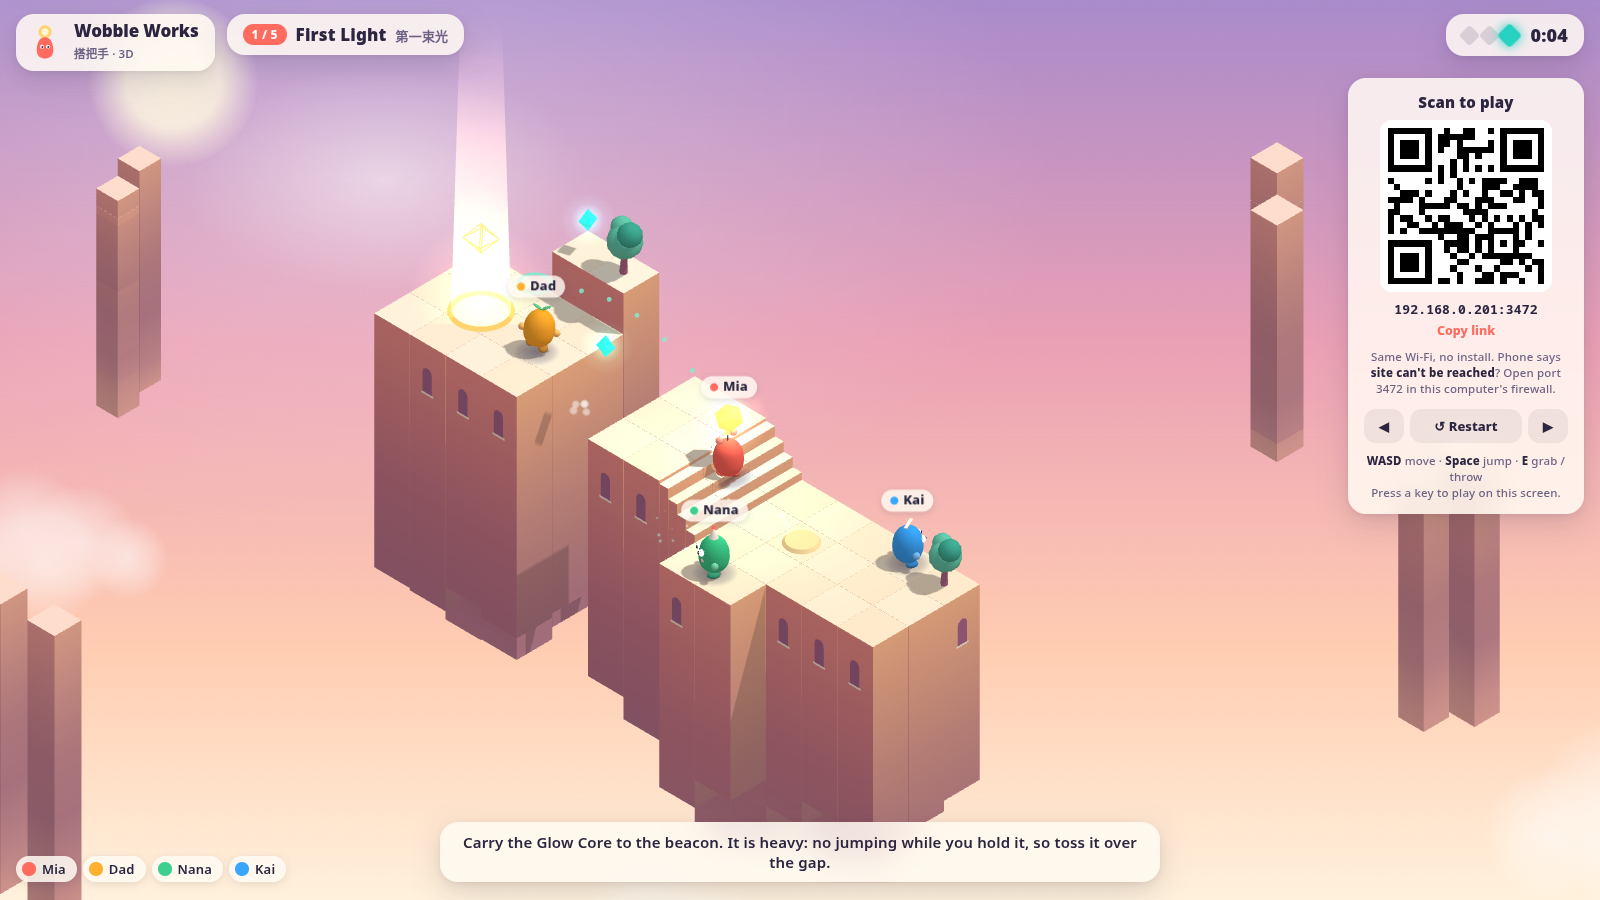 Wobble Works
搭把手 · 3D
1 / 5 First Light 第一束光
0:04
Scan to play
192.168.0.201:3472
Copy link
Same Wi-Fi, no install. Phone says
site can't be reached? Open port
3472 in this computer's firewall.
◀ ↺ Restart ▶
WASD move · Space jump · E grab /
throw
Press a key to play on this screen.
Dad
Mia
Kai
Nana
Carry the Glow Core to the beacon. It is heavy: no jumping while you hold it, so toss it over
the gap.
Mia Dad Nana Kai